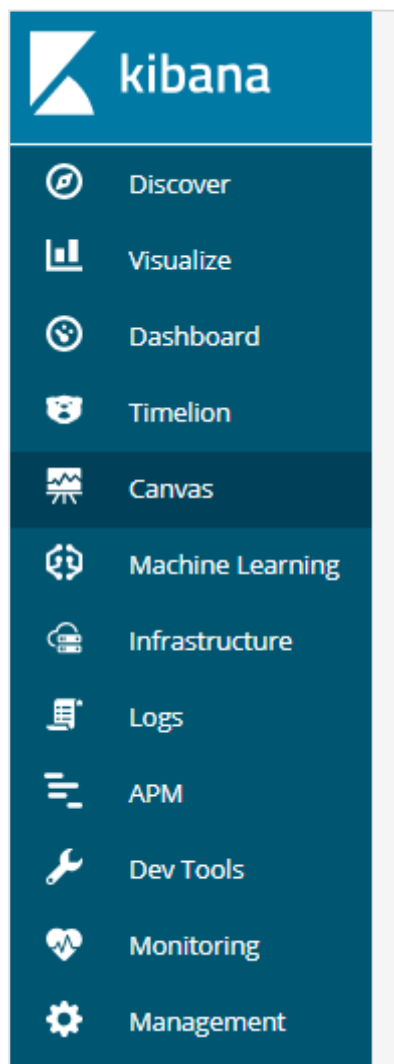 kibana
Discover
Visualize
Dashboard
Timelion
Canvas
Machine Learning
Infrastructure
Logs
APM
Dev Tools
Monitoring
Management